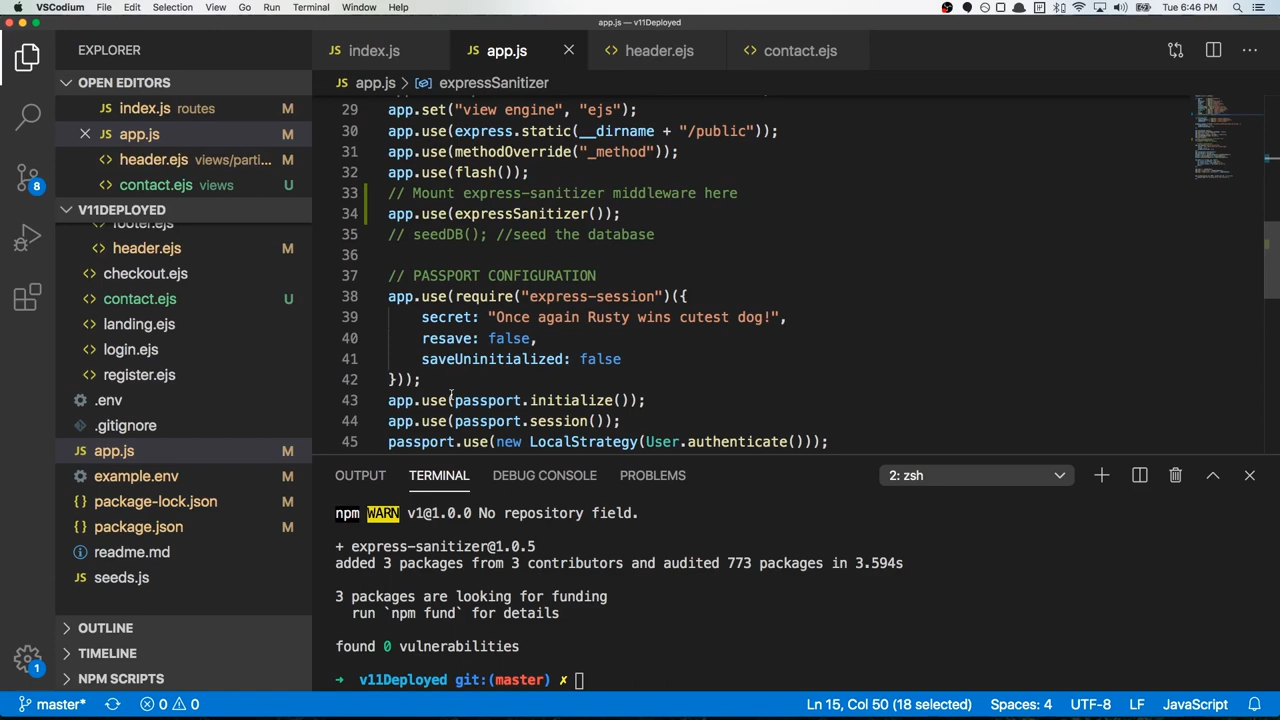 VSCodium File Edit Selection View Go Run Terminal Window Help Tue 6:46 PM
app.js — v11Deployed
EXPLORER
index.js
app.js
header.ejs
contact.ejs
OPEN EDITORS
index.js routes M
app.js M
header.ejs views/parti... M
contact.ejs views U
V11DEPLOYED
footer.ejs
header.ejs M
checkout.ejs
contact.ejs U
landing.ejs
login.ejs
register.ejs
.env
.gitignore
app.js M
example.env M
package-lock.json M
package.json M
readme.md
seeds.js
OUTLINE
TIMELINE
NPM SCRIPTS
8
1
app.js > expressSanitizer
29 app.set("view engine", "ejs");
30 app.use(express.static(__dirname + "/public"));
31 app.use(methodOverride("_method"));
32 app.use(flash());
33 // Mount express-sanitizer middleware here
34 app.use(expressSanitizer());
35 // seedDB(); //seed the database
36
37 // PASSPORT CONFIGURATION
38 app.use(require("express-session")({
39 secret: "Once again Rusty wins cutest dog!",
40 resave: false,
41 saveUninitialized: false
42 }));
43 app.use(passport.initialize());
44 app.use(passport.session());
45 passport.use(new LocalStrategy(User.authenticate()));
OUTPUT TERMINAL DEBUG CONSOLE PROBLEMS 2: zsh
npm WARN v1@1.0.0 No repository field.
+ express-sanitizer@1.0.5
added 3 packages from 3 contributors and audited 773 packages in 3.594s
3 packages are looking for funding
run `npm fund` for details
found 0 vulnerabilities
→ v11Deployed git:(master) ✗
master* 0 0 Ln 15, Col 50 (18 selected) Spaces: 4 UTF-8 LF JavaScript